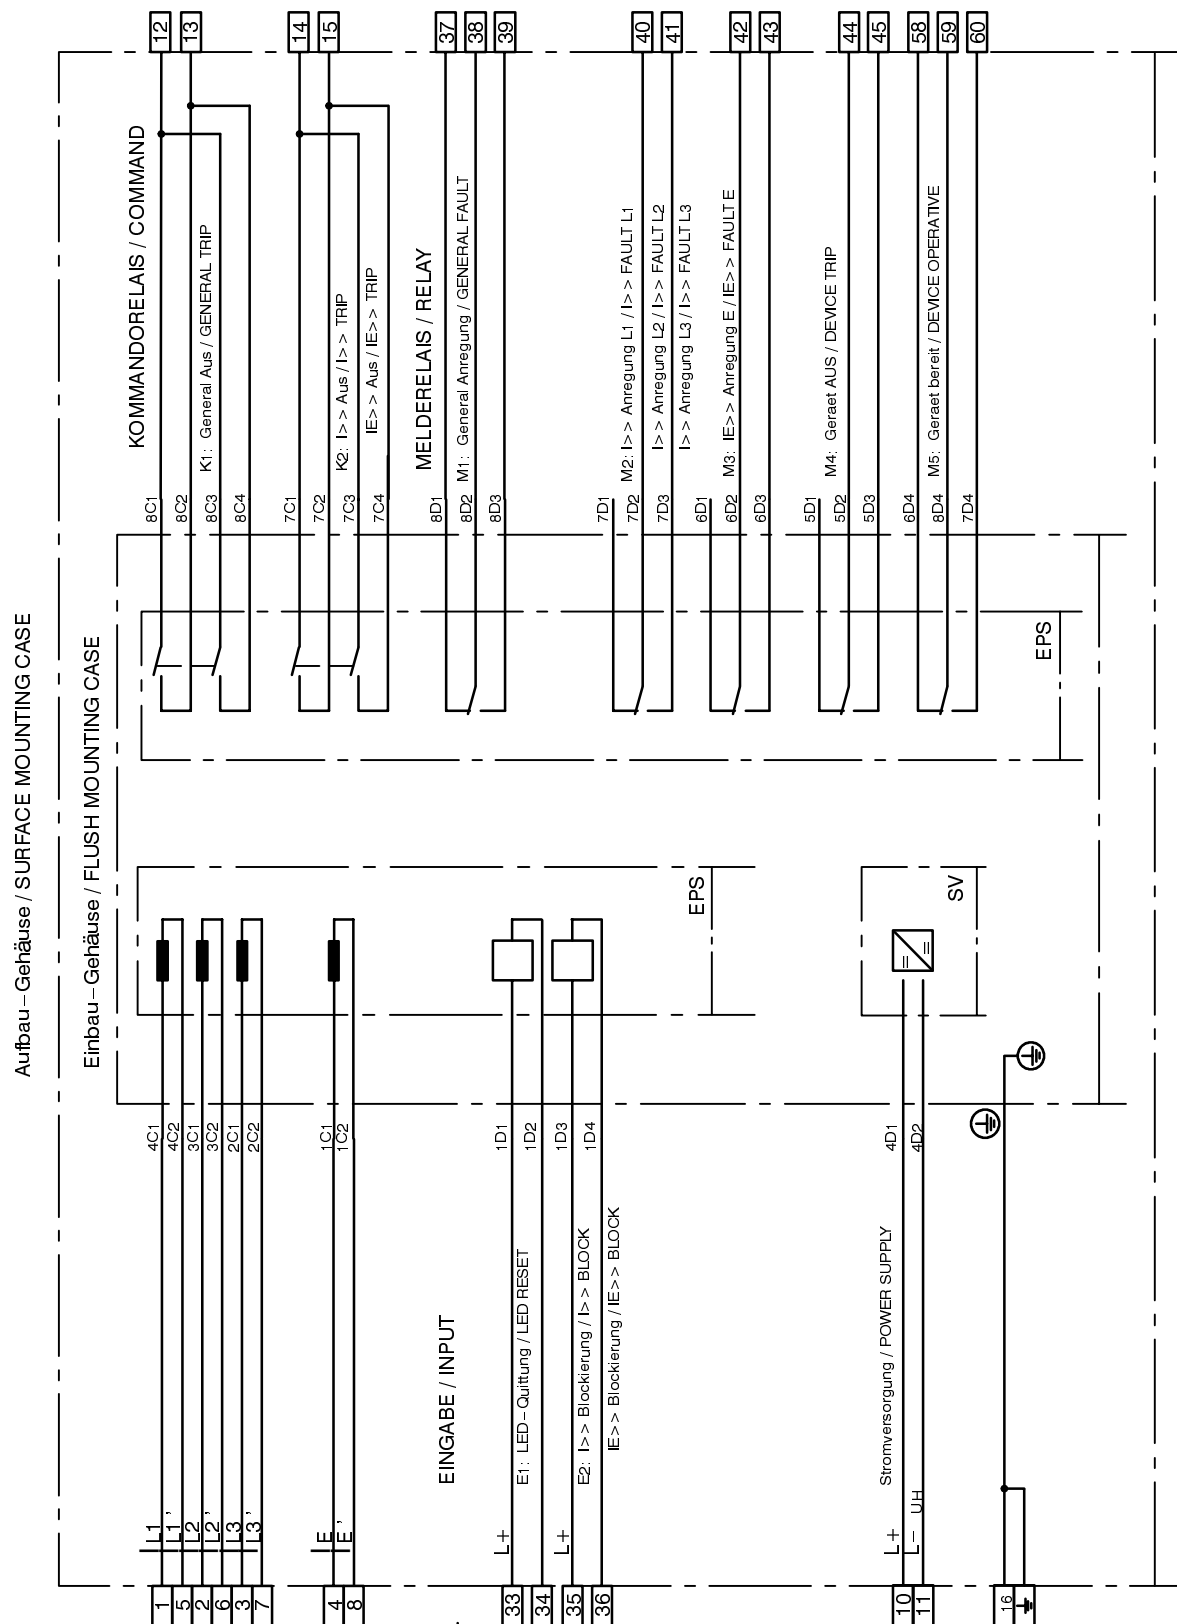 Aufbau-Gehäuse / SURFACE MOUNTING CASE
Einbau-Gehäuse / FLUSH MOUNTING CASE
1
5
2
6
3
7
L1
L1'
L2
L2'
L3
L3'
4C1
4C2
3C1
3C2
2C1
2C2
4
8
E
E'
1C1
1C2
EINGABE / INPUT
33
34
35
36
L+
L+
E1: LED-Quittung / LED RESET
E2: I>> Blockierung / I>> BLOCK
IE>> Blockierung / IE>> BLOCK
1D1
1D2
1D3
1D4
EPS
10
11
L+
L-
UH
Stromversorgung / POWER SUPPLY
4D1
4D2
SV
16
KOMMANDORELAIS / COMMAND
8C1
8C2
8C3
8C4
K1: General Aus / GENERAL TRIP
12
13
7C1
7C2
7C3
7C4
K2: I>> Aus / I>> TRIP
IE>> Aus / IE>> TRIP
14
15
MELDERELAIS / RELAY
8D1
8D2
8D3
M1: General Anregung / GENERAL FAULT
37
38
39
7D1
7D2
7D3
M2: I>> Anregung L1 / I>> FAULT L1
I>> Anregung L2 / I>> FAULT L2
I>> Anregung L3 / I>> FAULT L3
40
41
6D1
6D2
6D3
M3: IE>> Anregung E / IE>> FAULT E
42
43
5D1
5D2
5D3
M4: Geraet AUS / DEVICE TRIP
44
45
6D4
8D4
7D4
M5: Geraet bereit / DEVICE OPERATIVE
58
59
60
EPS